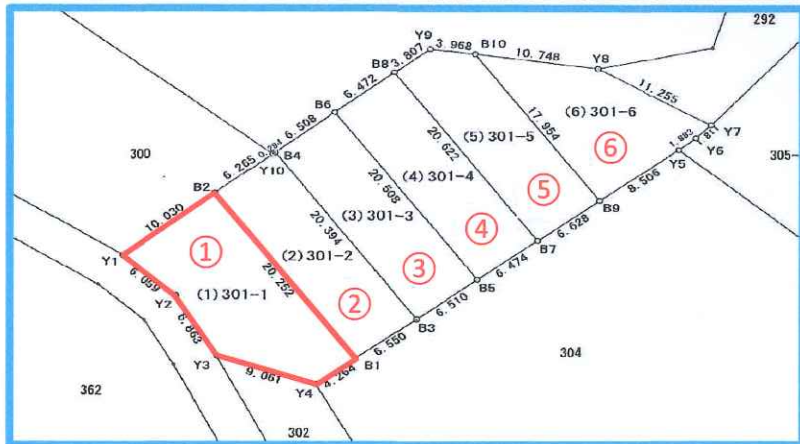 292
Y9
3.968
B10
10.748
Y8
3.807
B8
6.472
11.255
B6
6.508
17.954
(6)301-6
⑥
Y7
1.811
Y6
1.883
Y5
305-
20.622
(5)301-5
⑤
300
0.294
B4
Y10
6.265
B2
20.508
(4)301-4
④
8.506
B9
6.628
10.030
20.394
(3)301-3
③
B7
6.474
Y1
①
(2)301-2
②
20.252
B5
6.510
6.059
Y2
(1)301-1
B3
6.550
6.863
Y3
9.061
B1
4.264
Y4
304
362
302